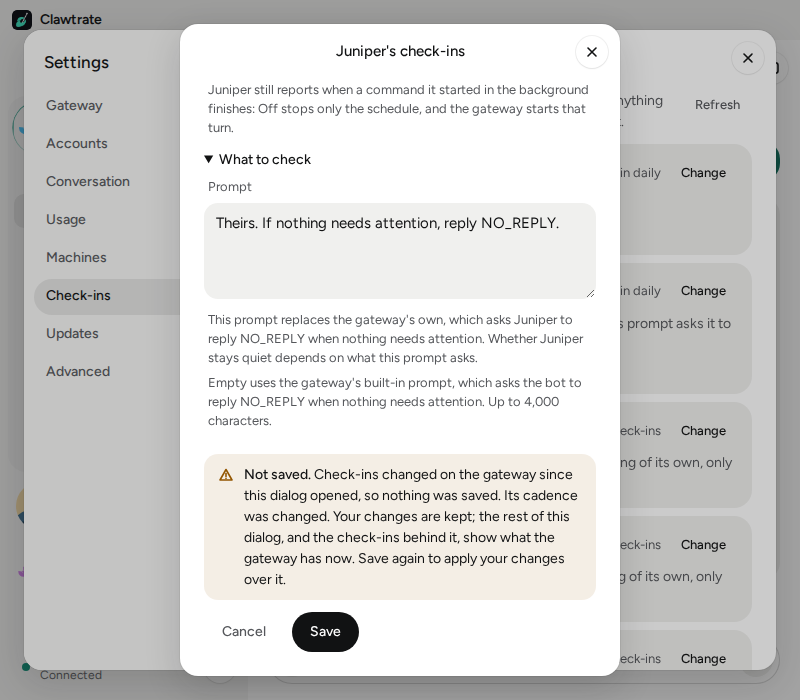 Clawtrate
Settings
Gateway
Accounts
Conversation
Usage
Machines
Check-ins
Updates
Advanced
Connected
Juniper's check-ins
Juniper still reports when a command it started in the background
finishes: Off stops only the schedule, and the gateway starts that
turn.
What to check
Prompt
Theirs. If nothing needs attention, reply NO_REPLY.
This prompt replaces the gateway's own, which asks Juniper to
reply NO_REPLY when nothing needs attention. Whether Juniper
stays quiet depends on what this prompt asks.
Empty uses the gateway's built-in prompt, which asks the bot to
reply NO_REPLY when nothing needs attention. Up to 4,000
characters.
Not saved. Check-ins changed on the gateway since
this dialog opened, so nothing was saved. Its cadence
was changed. Your changes are kept; the rest of this
dialog, and the check-ins behind it, show what the
gateway has now. Save again to apply your changes
over it.
Cancel
Save
Refresh
in daily
Change
in daily
Change
s prompt asks it to
Change
ng of its own, only
Change
g of its own, only
Change